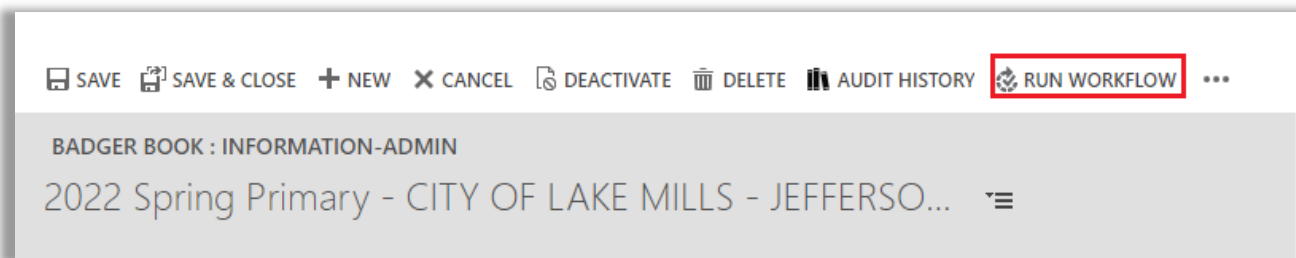 SAVE SAVE & CLOSE NEW CANCEL DEACTIVATE DELETE AUDIT HISTORY RUN WORKFLOW •••
BADGER BOOK : INFORMATION-ADMIN
2022 Spring Primary - CITY OF LAKE MILLS - JEFFERSO...